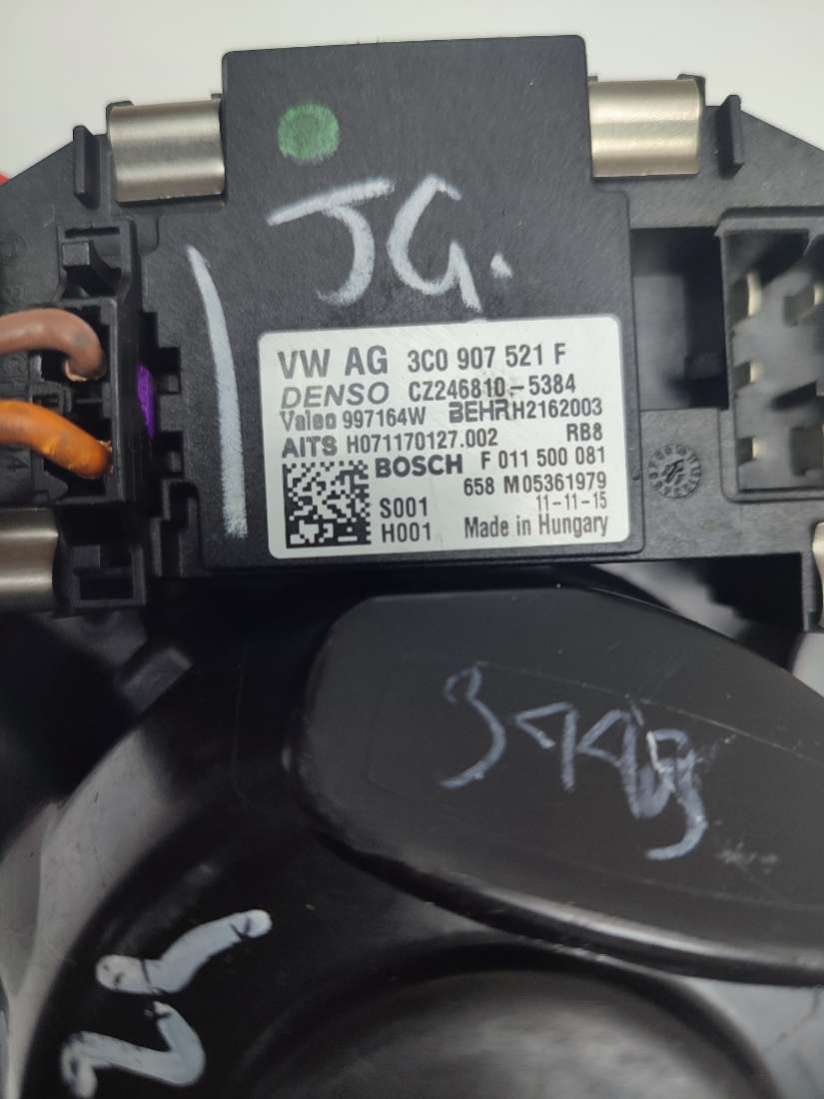 JG.
VW AG 3C0 907 521 F
DENSO CZ246810-5384
Valeo 997164W BEHR H2162003
AITS H071170127.002 RB8
BOSCH F 011 500 081
658 M05361979
S001 11-11-15
H001 Made in Hungary